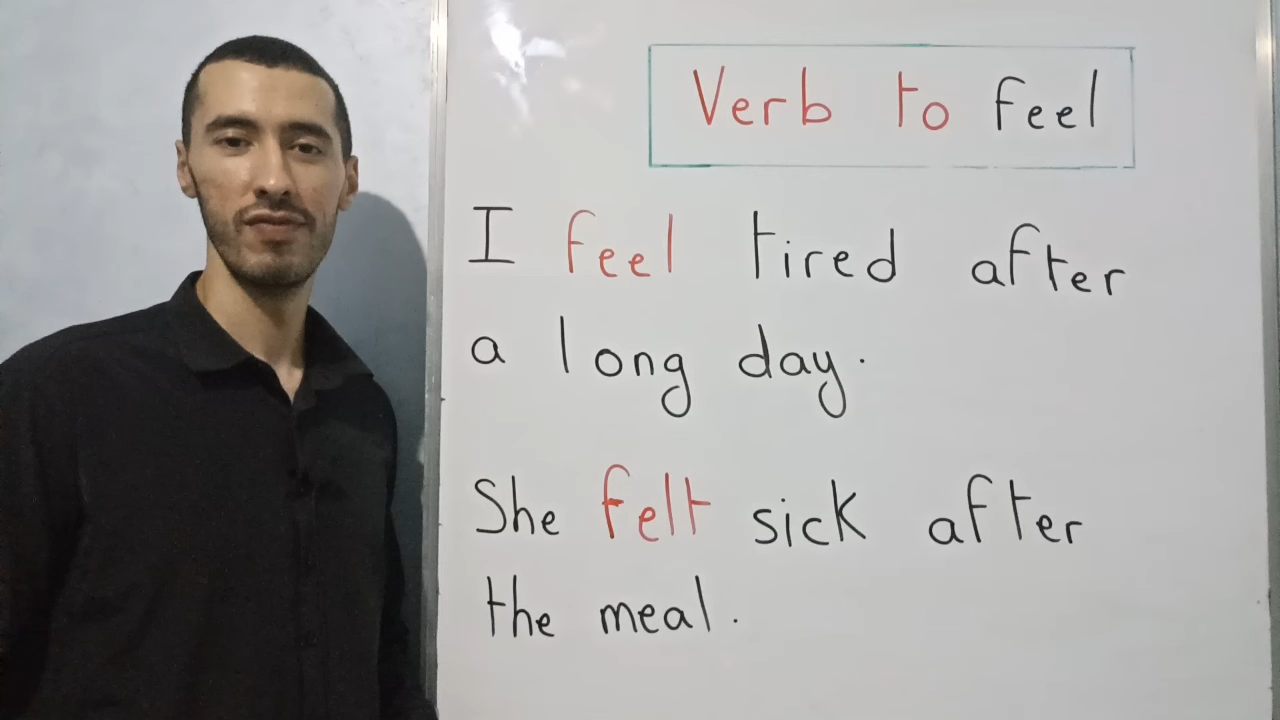 Verb to feel
I feel tired after
a long day.
She felt sick after
the meal.